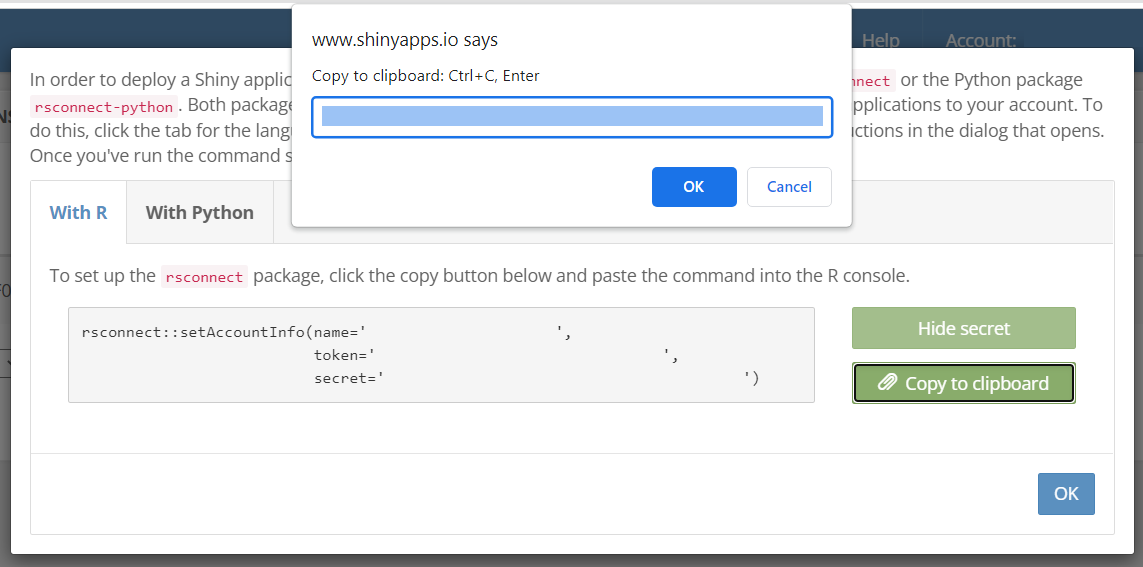 www.shinyapps.io says
Copy to clipboard: Ctrl+C, Enter
OK
Cancel
Help
Account:
In order to deploy a Shiny applic
nnect or the Python package
rsconnect-python. Both package
pplications to your account. To
do this, click the tab for the lang
uctions in the dialog that opens.
Once you've run the command s
With R
With Python
To set up the rsconnect package, click the copy button below and paste the command into the R console.
rsconnect::setAccountInfo(name=' ',
token=' ',
secret=' ')
Hide secret
Copy to clipboard
OK